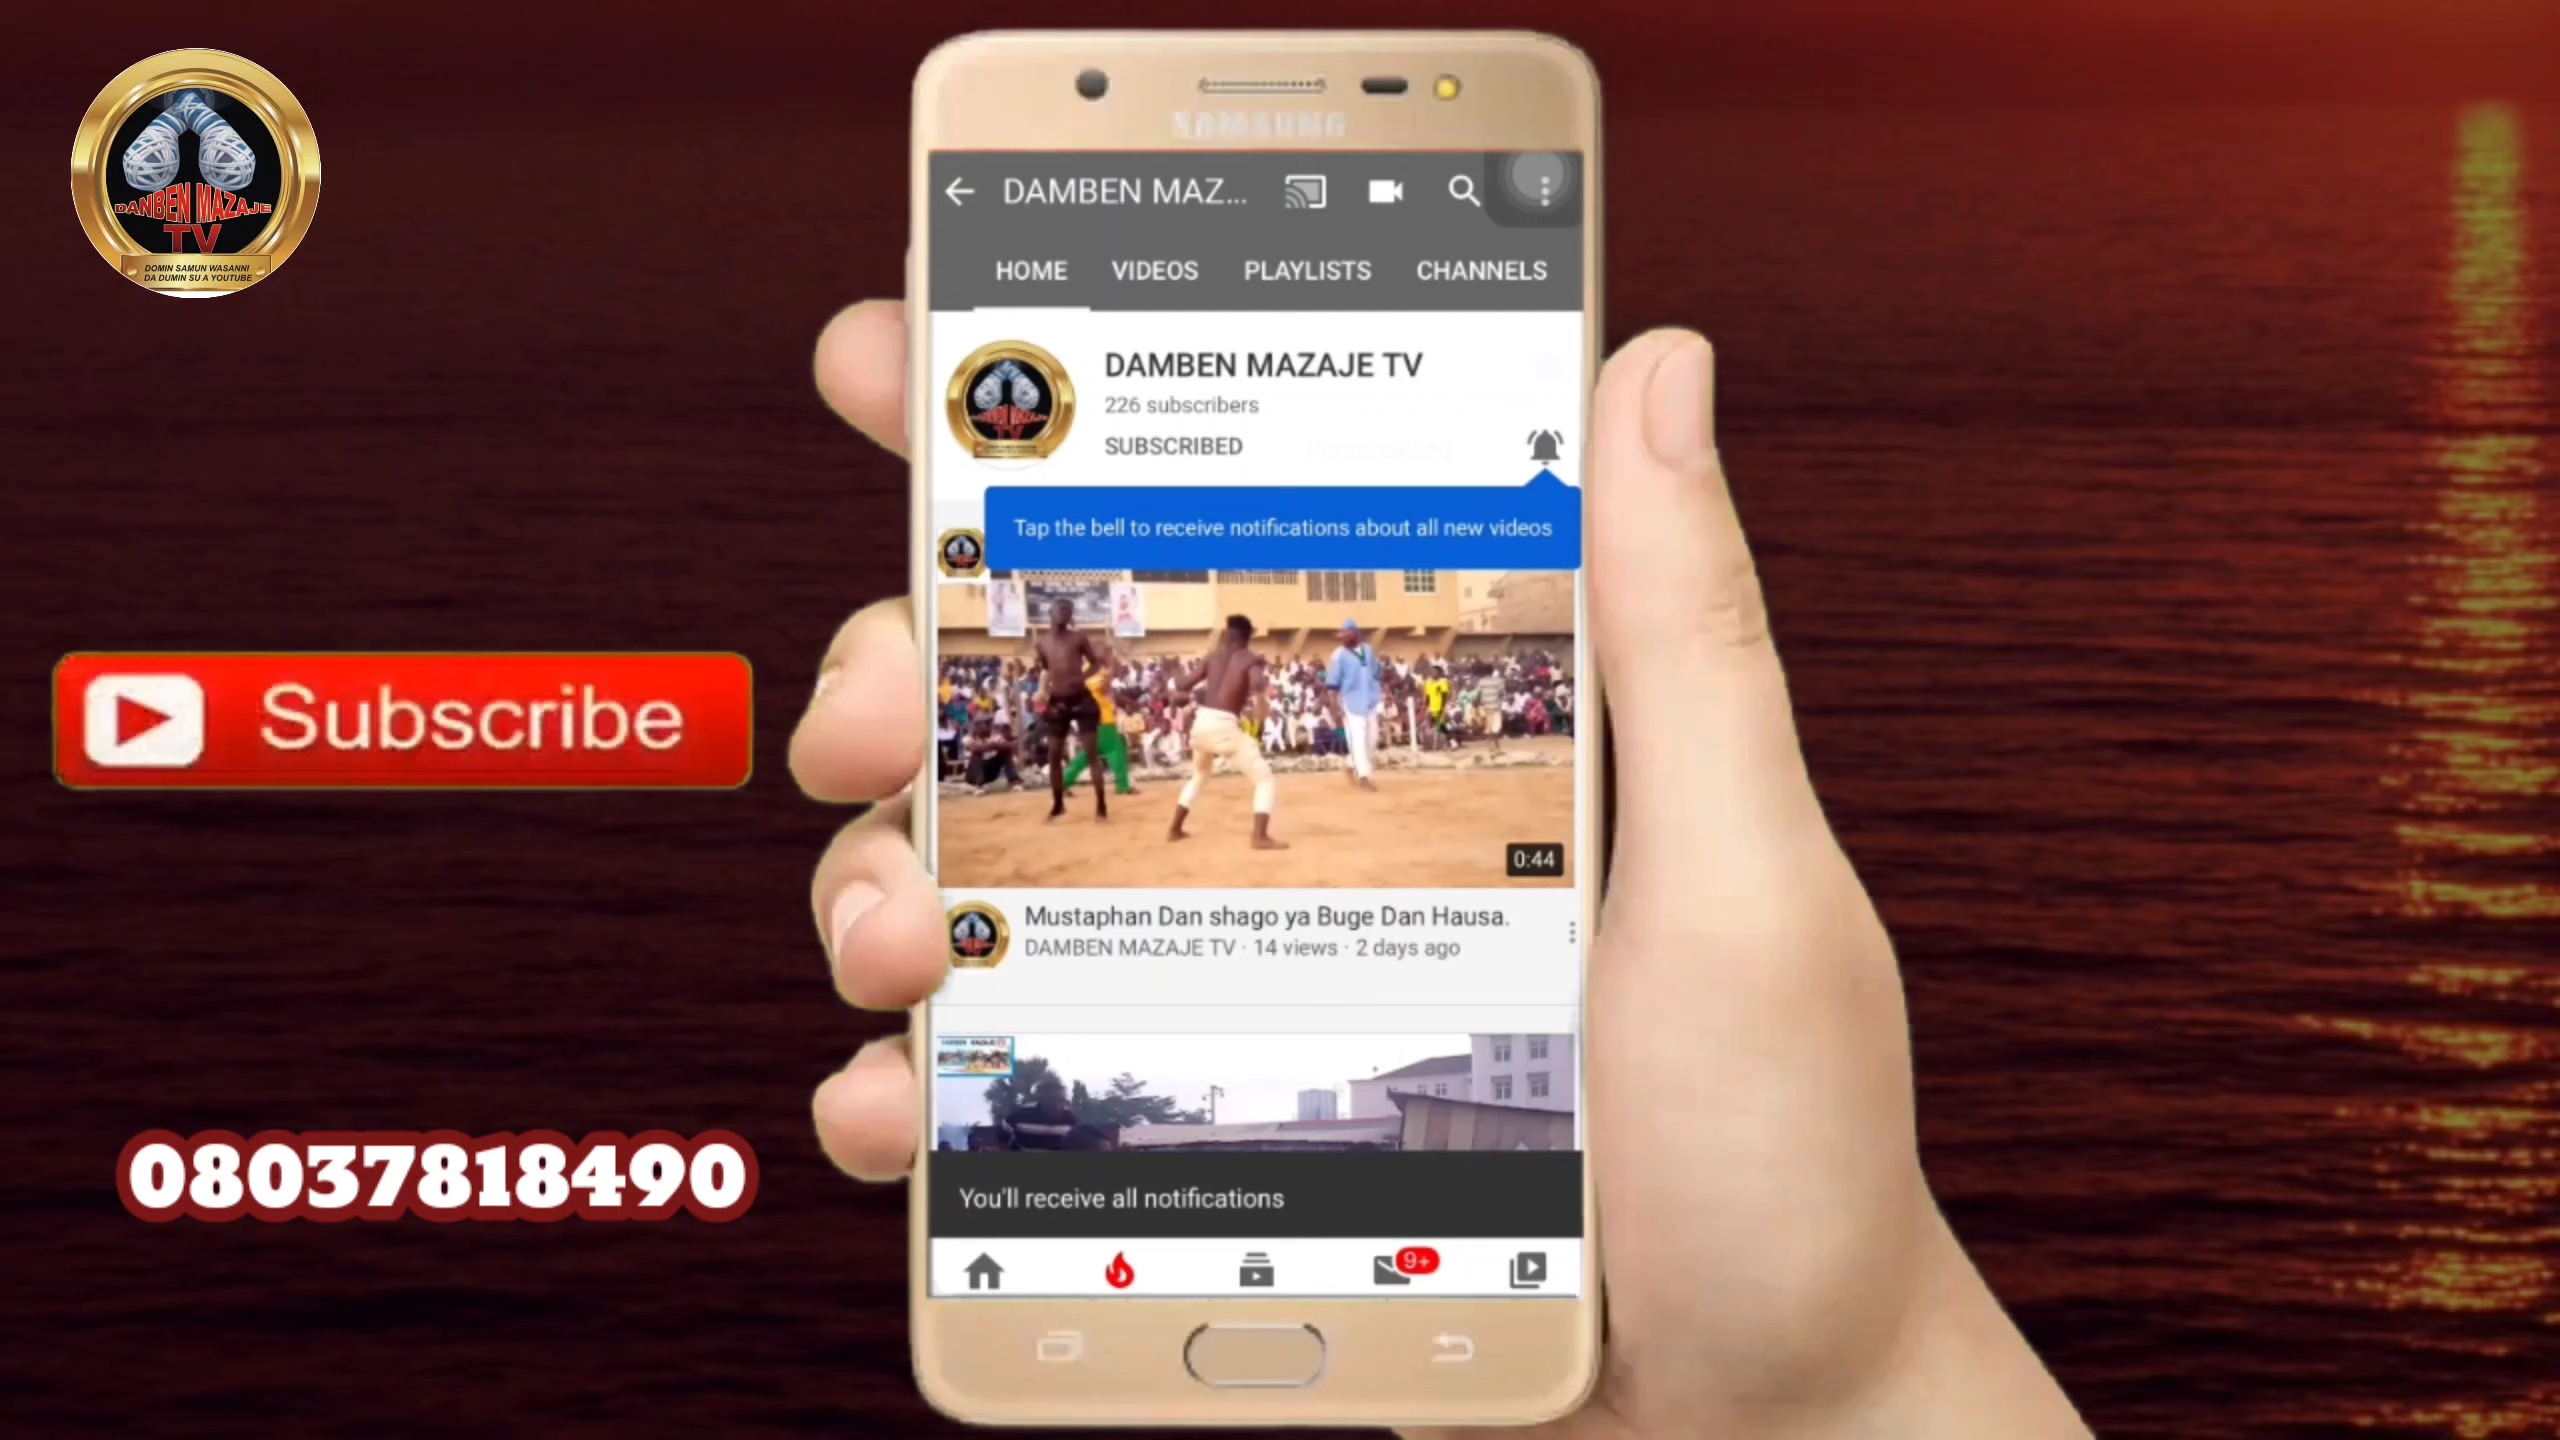 DANBEN MAZAJE
TV
DOMIN SAMUN WASANNI
DA DUMIN SU A YOUTUBE
Subscribe
08037818490
SAMSUNG
DAMBEN MAZ...
HOME VIDEOS PLAYLISTS CHANNELS
DAMBEN MAZAJE TV
226 subscribers
SUBSCRIBED
Tap the bell to receive notifications about all new videos
0:44
Mustaphan Dan shago ya Buge Dan Hausa.
DAMBEN MAZAJE TV · 14 views · 2 days ago
You'll receive all notifications
9+